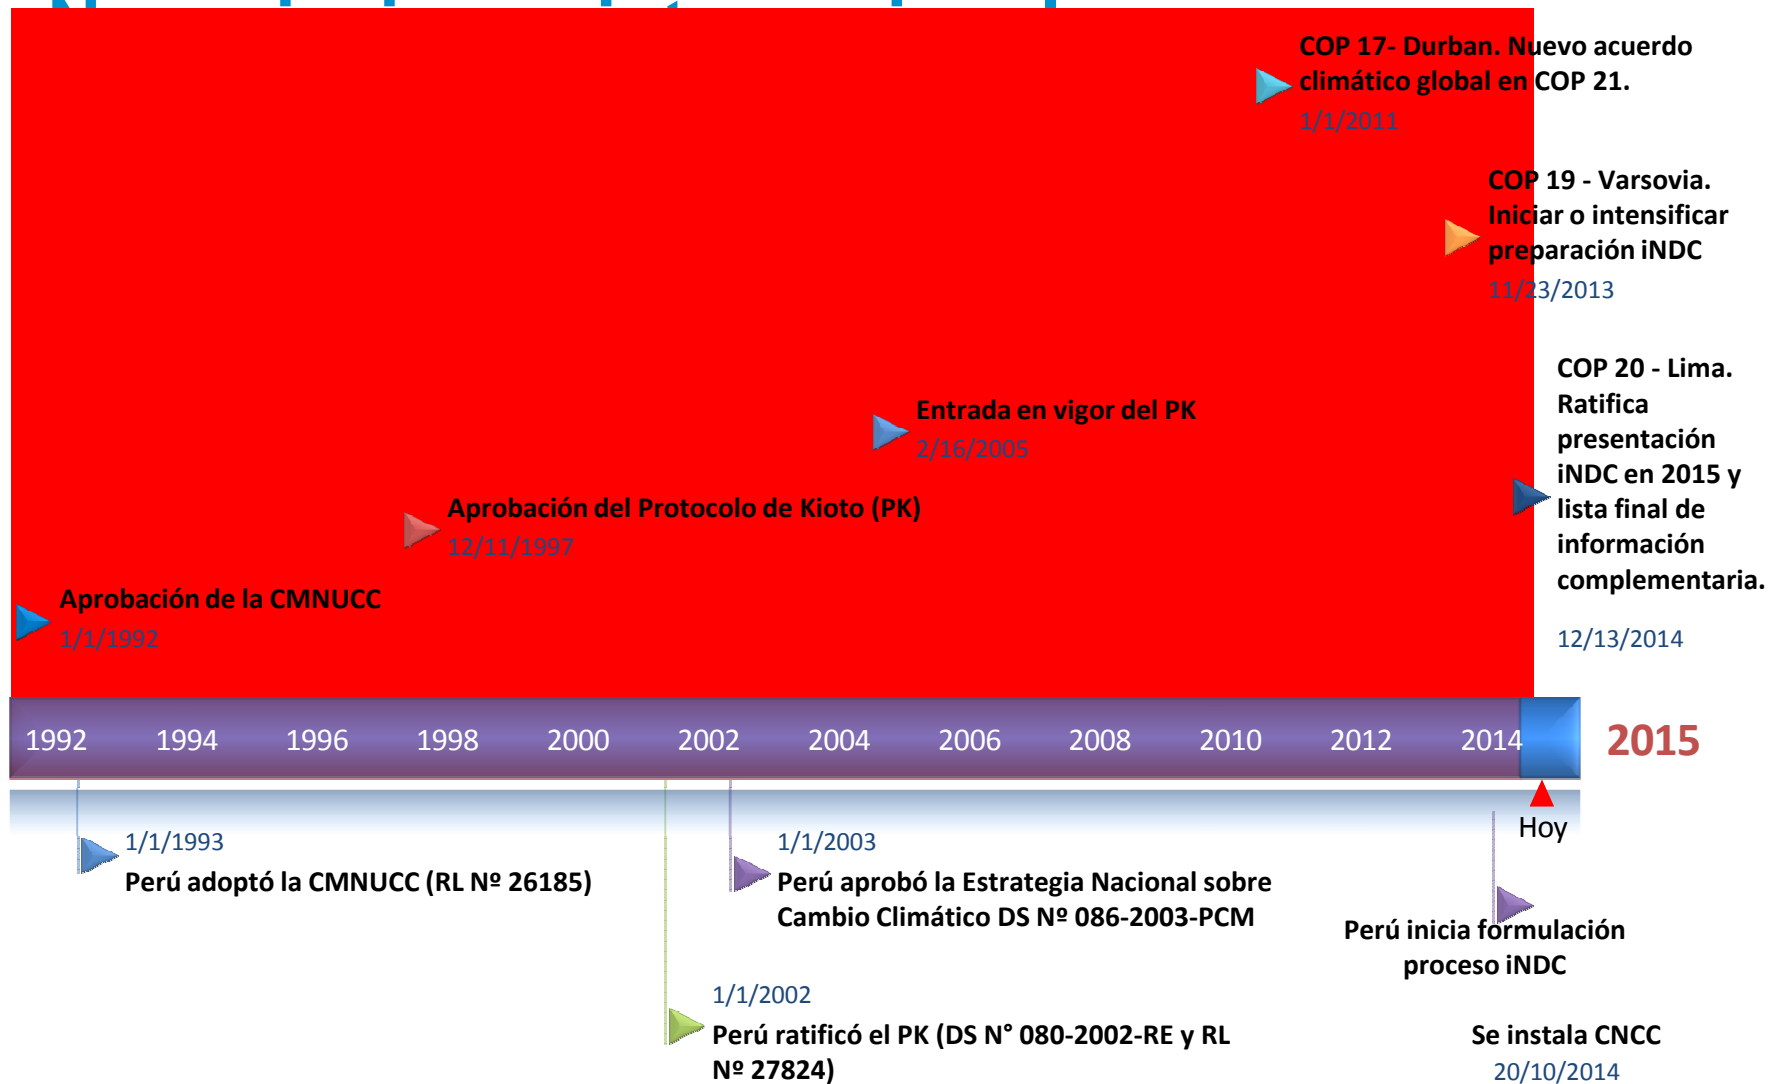 COP 17- Durban. Nuevo acuerdo
climático global en COP 21.
1/1/2011
COP 19 - Varsovia.
Iniciar o intensificar
preparación iNDC
11/23/2013
COP 20 - Lima.
Ratifica
presentación
iNDC en 2015 y
lista final de
información
complementaria.
12/13/2014
Entrada en vigor del PK
2/16/2005
Aprobación del Protocolo de Kioto (PK)
12/11/1997
Aprobación de la CMNUCC
1/1/1992
1992 1994 1996 1998 2000 2002 2004 2006 2008 2010 2012 2014 2015
Hoy
1/1/1993
Perú adoptó la CMNUCC (RL Nº 26185)
1/1/2003
Perú aprobó la Estrategia Nacional sobre
Cambio Climático DS Nº 086-2003-PCM
Perú inicia formulación
proceso iNDC
1/1/2002
Perú ratificó el PK (DS N° 080-2002-RE y RL
Nº 27824)
Se instala CNCC
20/10/2014